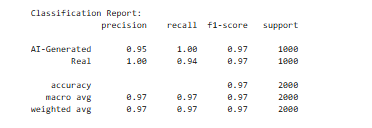 Classification Report:
precision recall f1-score support
AI-Generated 0.95 1.00 0.97 1000
Real 1.00 0.94 0.97 1000
accuracy 0.97 2000
macro avg 0.97 0.97 0.97 2000
weighted avg 0.97 0.97 0.97 2000